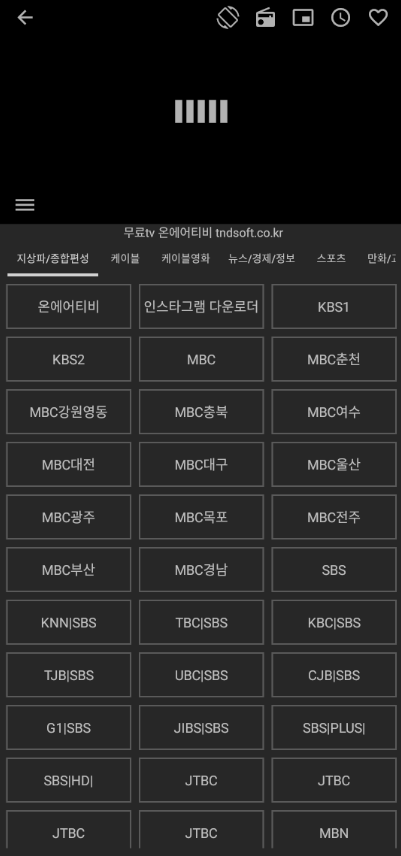 무료tv 온에어티비 tndsoft.co.kr
지상파/종합편성 케이블 케이블영화 뉴스/경제/정보 스포츠 만화/
온에어티비 인스타그램 다운로더 KBS1
KBS2 MBC MBC춘천
MBC강원영동 MBC충북 MBC여수
MBC대전 MBC대구 MBC울산
MBC광주 MBC목포 MBC전주
MBC부산 MBC경남 SBS
KNN|SBS TBC|SBS KBC|SBS
TJB|SBS UBC|SBS CJB|SBS
G1|SBS JIBS|SBS SBS|PLUS|
SBS|HD| JTBC JTBC
JTBC JTBC MBN